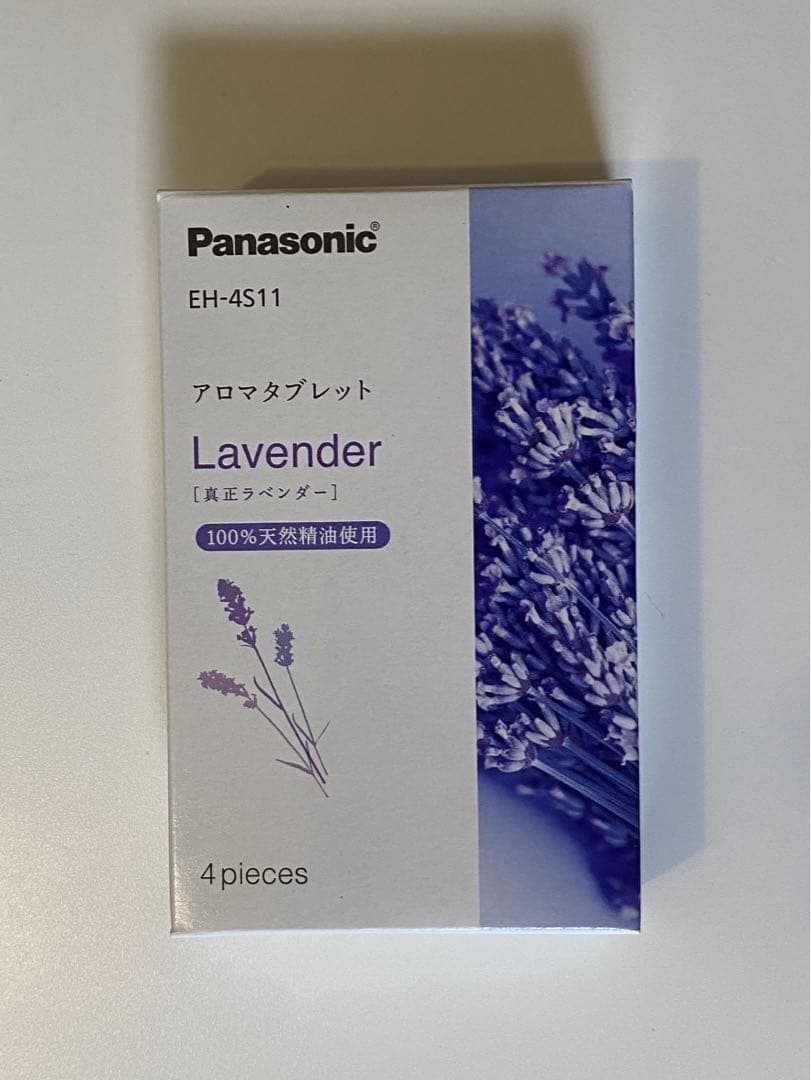 Panasonic®
EH-4S11
アロマタブレット
Lavender
[真正ラベンダー]
100%天然精油使用
4pieces